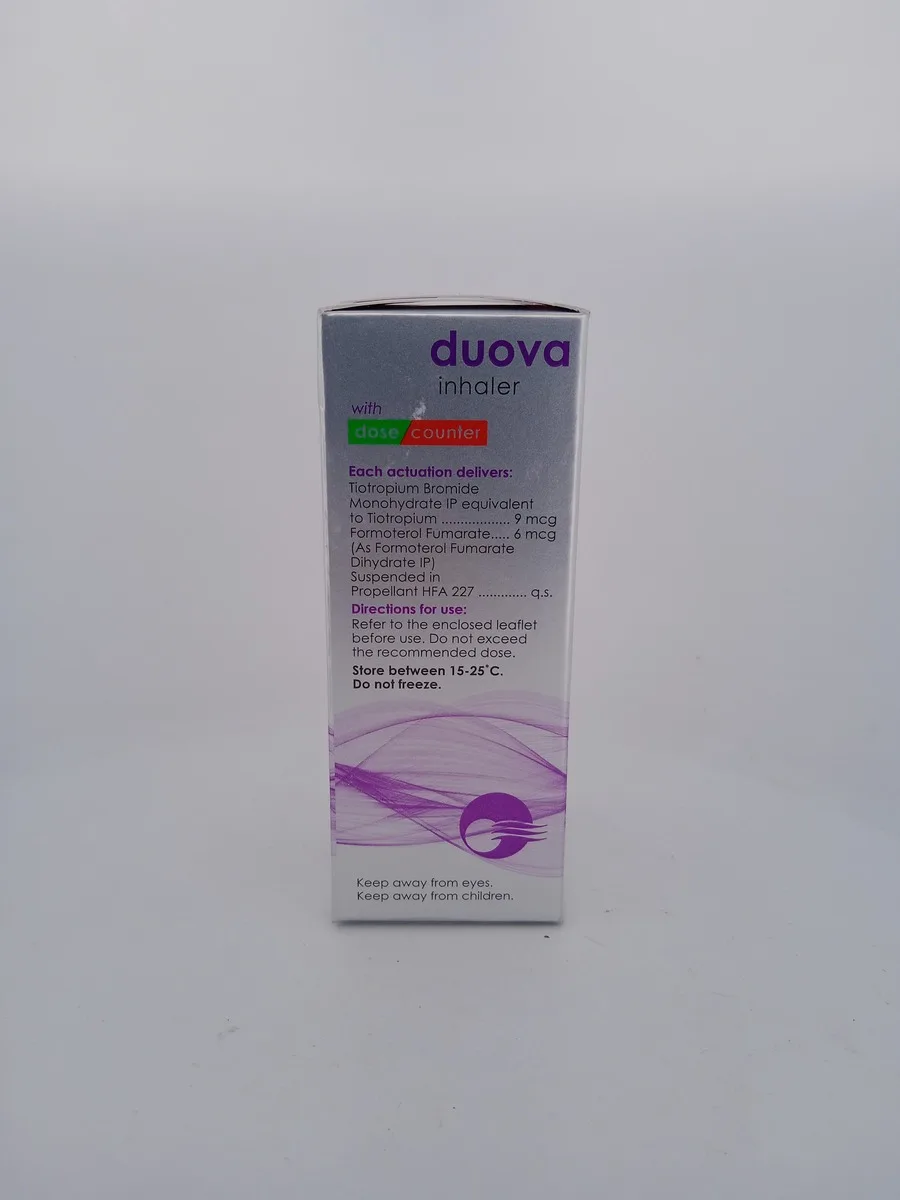 duova
inhaler
with
dose/counter
Each actuation delivers:
Tiotropium Bromide
Monohydrate IP equivalent
to Tiotropium .................. 9 mcg
Formoterol Fumarate..... 6 mcg
(As Formoterol Fumarate
Dihydrate IP)
Suspended in
Propellant HFA 227 ............. q.s.
Directions for use:
Refer to the enclosed leaflet
before use. Do not exceed
the recommended dose.
Store between 15-25°C.
Do not freeze.
Keep away from eyes.
Keep away from children.